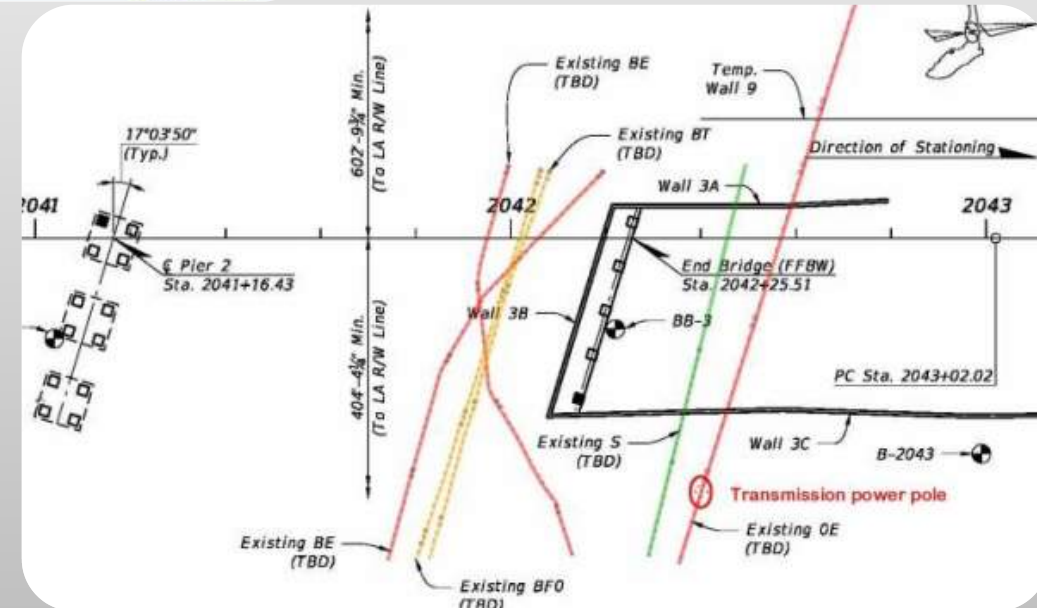 Existing BE
(TBD)
Temp.
Wall 9
602'-9¾" Min.
(To LA R/W Line)
17°03'50"
(Typ.)
Existing BT
(TBD)
Direction of Stationing
Wall 3A
2041
2042
2043
℄ Pier 2
Sta. 2041+16.43
End Bridge (FFBW)
Sta. 2042+25.51
Wall 3B
BB-3
404'-4¼" Min.
(To LA R/W Line)
PC Sta. 2043+02.02
Existing S
(TBD)
Wall 3C
B-2043
Transmission power pole
Existing OE
(TBD)
Existing BE
(TBD)
Existing BFO
(TBD)